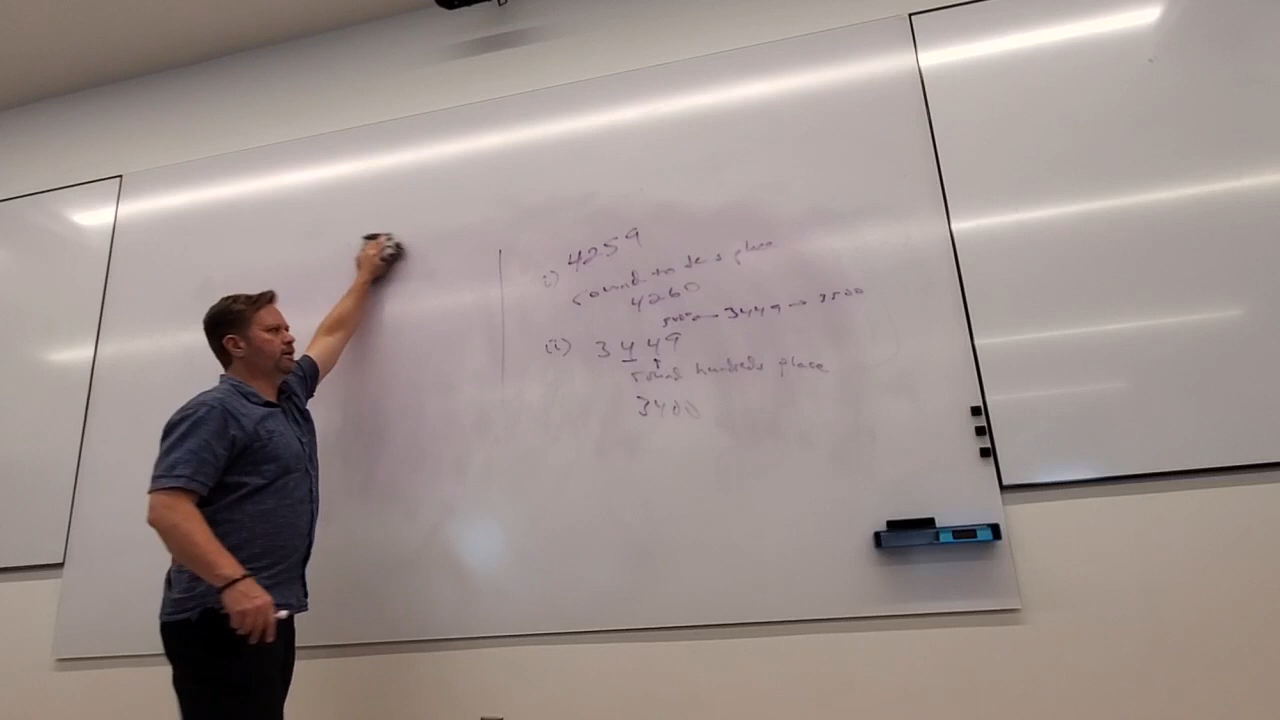 i) 4259
round to tens place
4260
3449 → 3500
ii) 3449
round hundreds place
3400